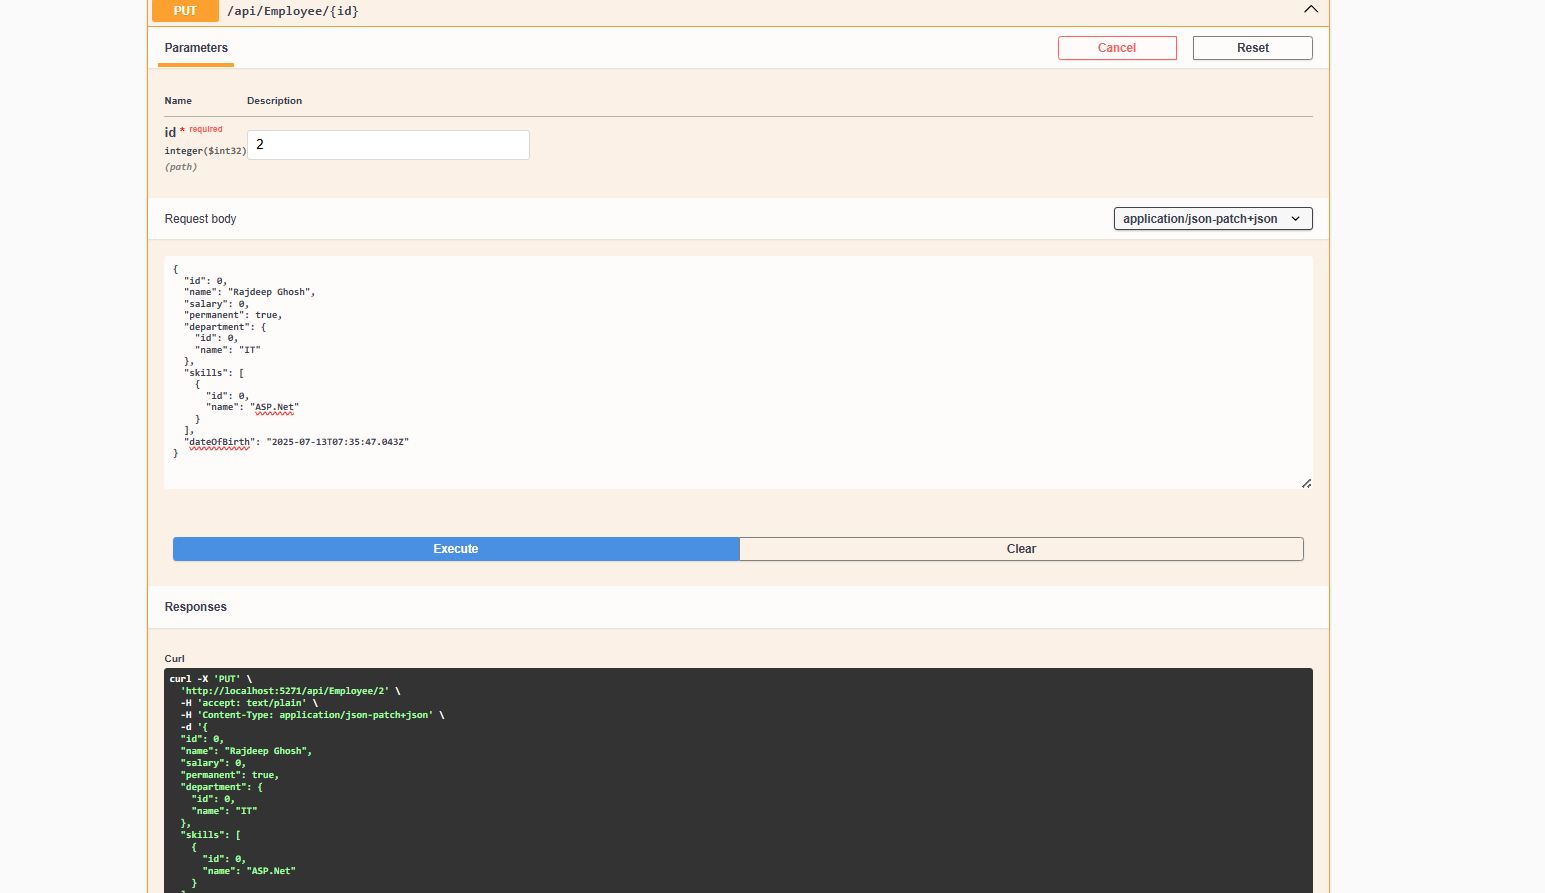 PUT /api/Employee/{id}
Parameters
Cancel
Reset
Name Description
id * required
integer($int32)
(path)
2
Request body
application/json-patch+json
{
  "id": 0,
  "name": "Rajdeep Ghosh",
  "salary": 0,
  "permanent": true,
  "department": {
    "id": 0,
    "name": "IT"
  },
  "skills": [
    {
      "id": 0,
      "name": "ASP.Net"
    }
  ],
  "dateOfBirth": "2025-07-13T07:35:47.043Z"
}
Execute
Clear
Responses
Curl
curl -X 'PUT' \
  'http://localhost:5271/api/Employee/2' \
  -H 'accept: text/plain' \
  -H 'Content-Type: application/json-patch+json' \
  -d '{
  "id": 0,
  "name": "Rajdeep Ghosh",
  "salary": 0,
  "permanent": true,
  "department": {
    "id": 0,
    "name": "IT"
  },
  "skills": [
    {
      "id": 0,
      "name": "ASP.Net"
    }